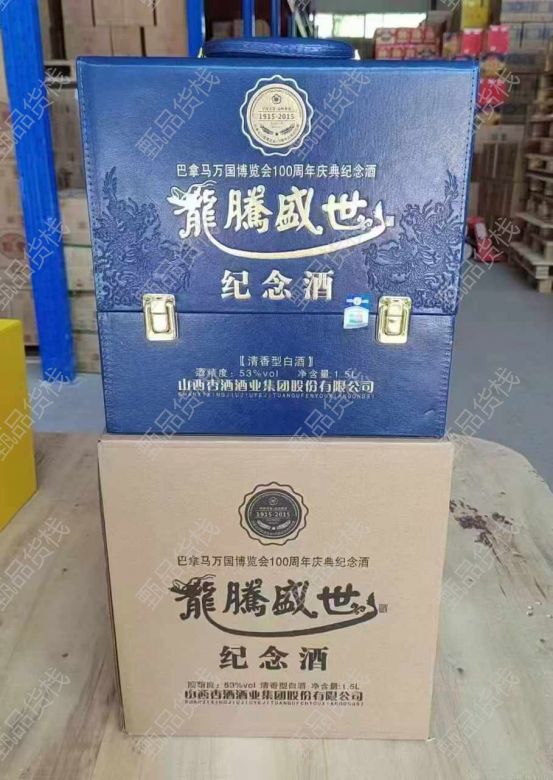 1915-2015
巴拿马万国博览会100周年庆典纪念酒
龍騰盛世
纪念酒
【清香型白酒】
酒精度：53%vol 净含量：1.5L
山西杏酒酒业集团股份有限公司
1915-2015
巴拿马万国博览会100周年庆典纪念酒
龍騰盛世
纪念酒
酒精度：53%vol 清香型白酒 净含量：1.5L
山西杏酒酒业集团股份有限公司
甄品货栈